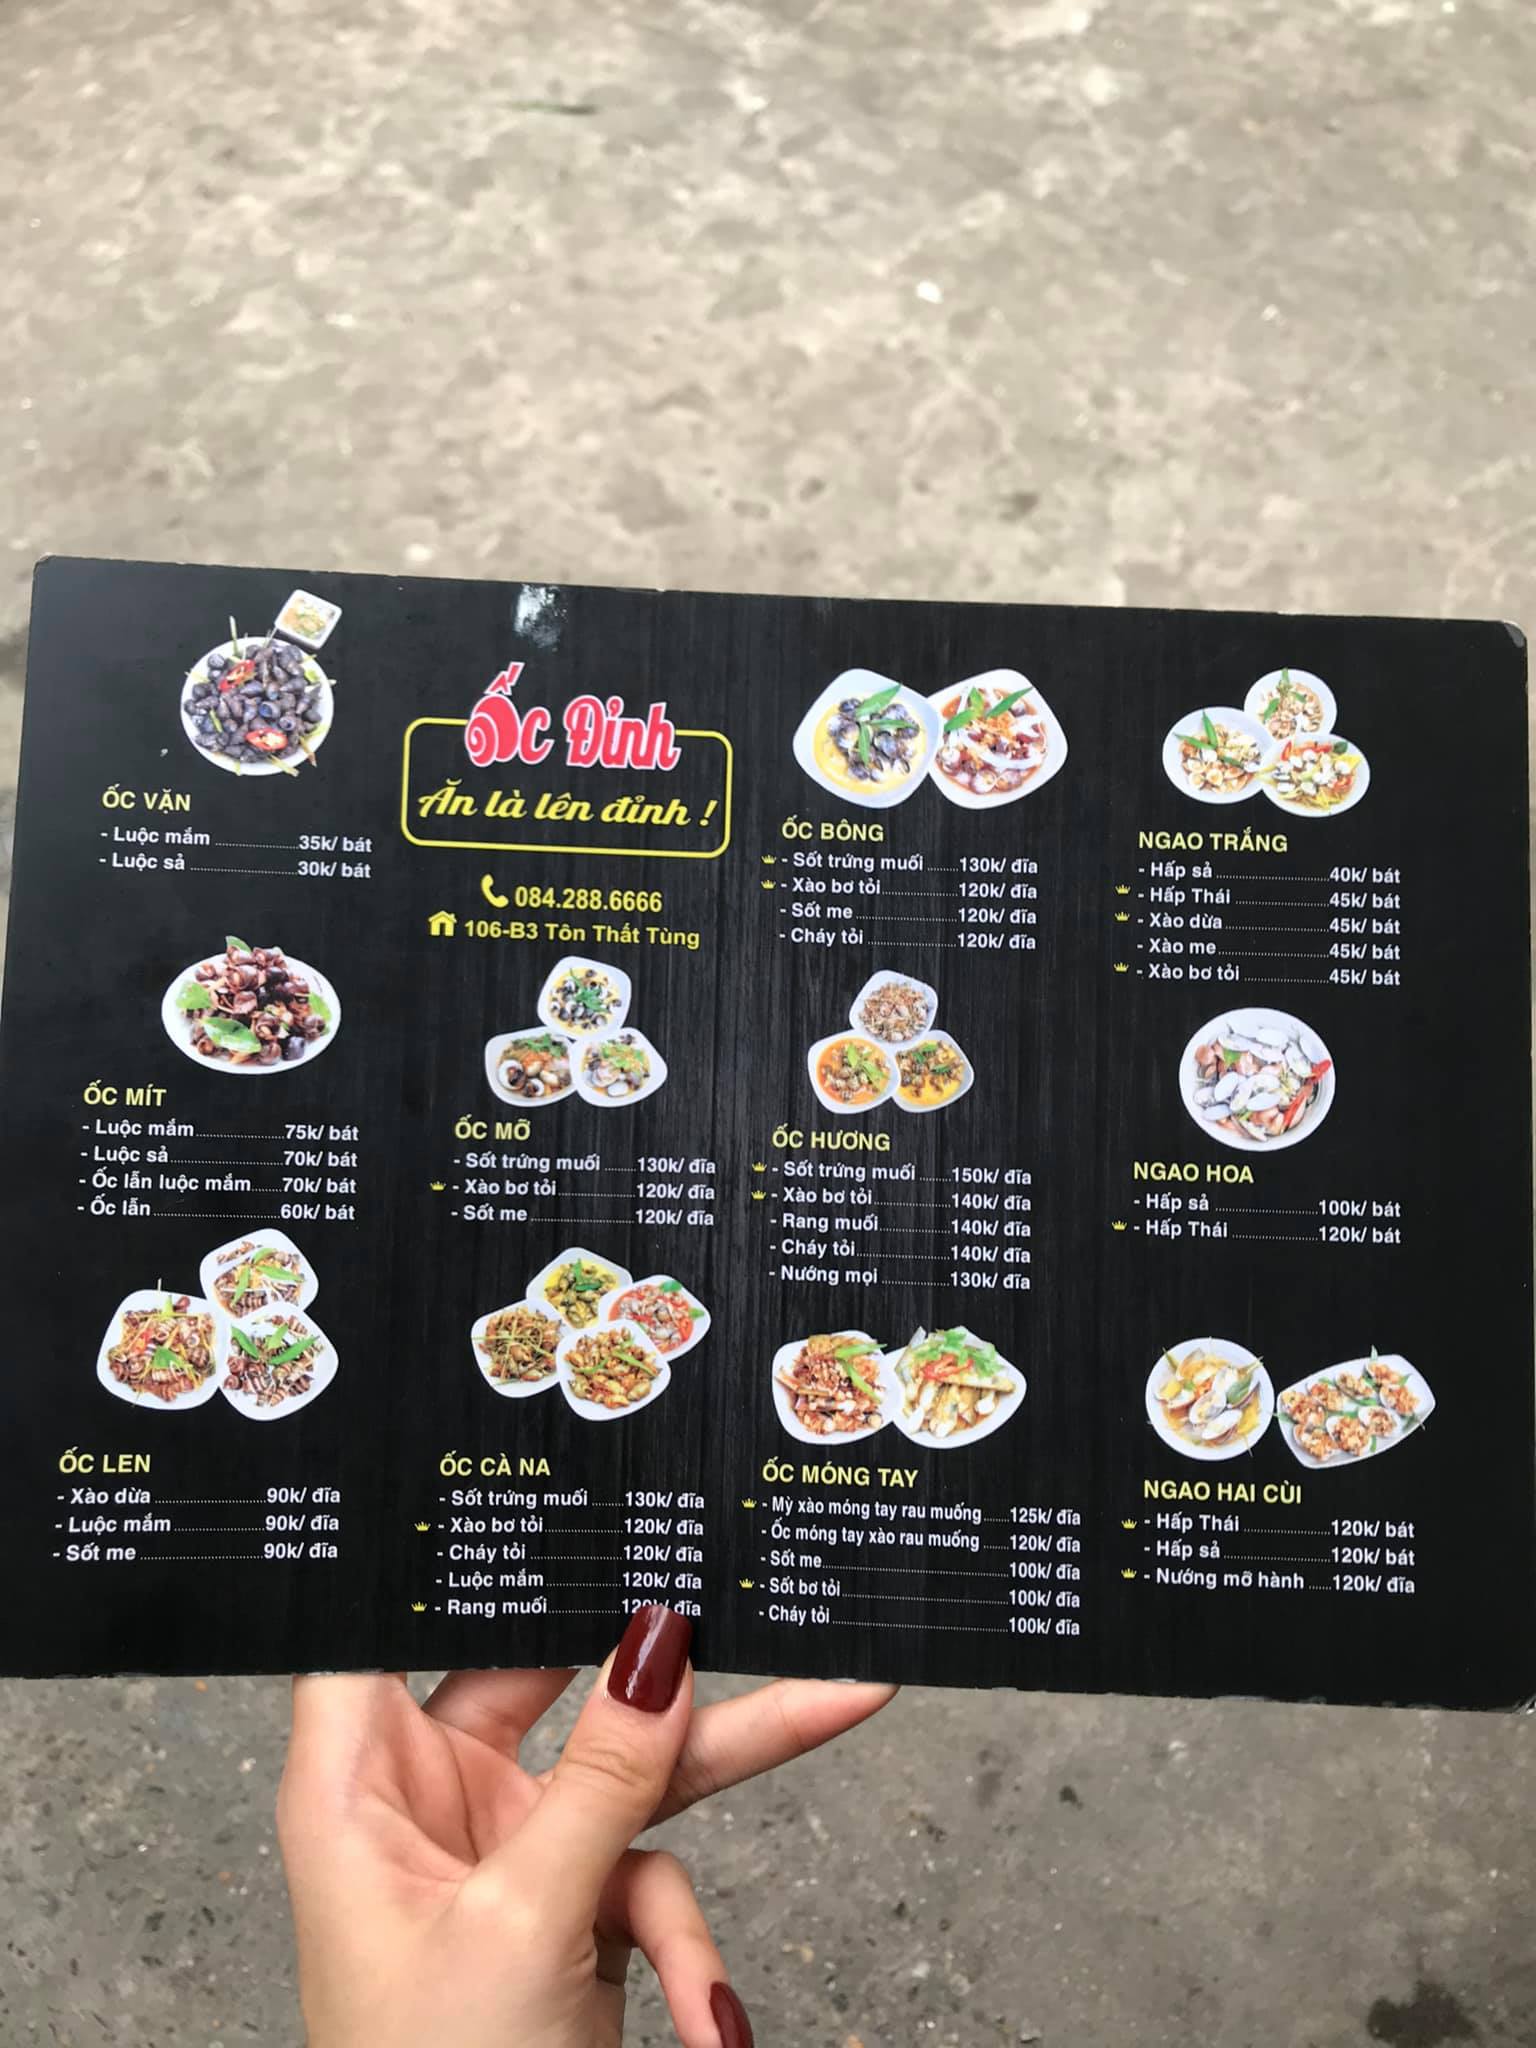 ỐC VẶN
- Luộc mắm 35k/ bát
- Luộc sả 30k/ bát
ỐC MÍT
- Luộc mắm 75k/ bát
- Luộc sả 70k/ bát
- Ốc lẫn luộc mắm 70k/ bát
- Ốc lẫn 60k/ bát
ỐC LEN
- Xào dừa 90k/ đĩa
- Luộc mắm 90k/ đĩa
- Sốt me 90k/ đĩa
Ốc Đỉnh
Ăn là lên đỉnh !
084.288.6666
106-B3 Tôn Thất Tùng
ỐC MỠ
- Sốt trứng muối 130k/ đĩa
- Xào bơ tỏi 120k/ đĩa
- Sốt me 120k/ đĩa
ỐC CÀ NA
- Sốt trứng muối 130k/ đĩa
- Xào bơ tỏi 120k/ đĩa
- Cháy tỏi 120k/ đĩa
- Luộc mắm 120k/ đĩa
- Rang muối 120k/ đĩa
ỐC BÔNG
- Sốt trứng muối 130k/ đĩa
- Xào bơ tỏi 120k/ đĩa
- Sốt me 120k/ đĩa
- Cháy tỏi 120k/ đĩa
ỐC HƯƠNG
- Sốt trứng muối 150k/ đĩa
- Xào bơ tỏi 140k/ đĩa
- Rang muối 140k/ đĩa
- Cháy tỏi 140k/ đĩa
- Nướng mọi 130k/ đĩa
ỐC MÓNG TAY
- Mỳ xào móng tay rau muống 125k/ đĩa
- Ốc móng tay xào rau muống 120k/ đĩa
- Sốt me 100k/ đĩa
- Sốt bơ tỏi 100k/ đĩa
- Cháy tỏi 100k/ đĩa
NGAO TRẮNG
- Hấp sả 40k/ bát
- Hấp Thái 45k/ bát
- Xào dừa 45k/ bát
- Xào me 45k/ bát
- Xào bơ tỏi 45k/ bát
NGAO HOA
- Hấp sả 100k/ bát
- Hấp Thái 120k/ bát
NGAO HAI CÙI
- Hấp Thái 120k/ bát
- Hấp sả 120k/ bát
- Nướng mỡ hành 120k/ đĩa